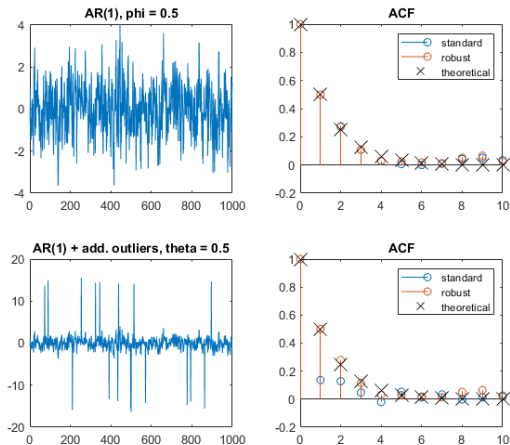 AR(1), phi = 0.5
4
2
0
-2
-4
0 200 400 600 800 1000
ACF
1
0.8
0.6
0.4
0.2
0
-0.2
0 2 4 6 8 10
standard
robust
theoretical
AR(1) + add. outliers, theta = 0.5
20
10
0
-10
-20
0 200 400 600 800 1000
ACF
1
0.8
0.6
0.4
0.2
0
-0.2
0 2 4 6 8 10
standard
robust
theoretical